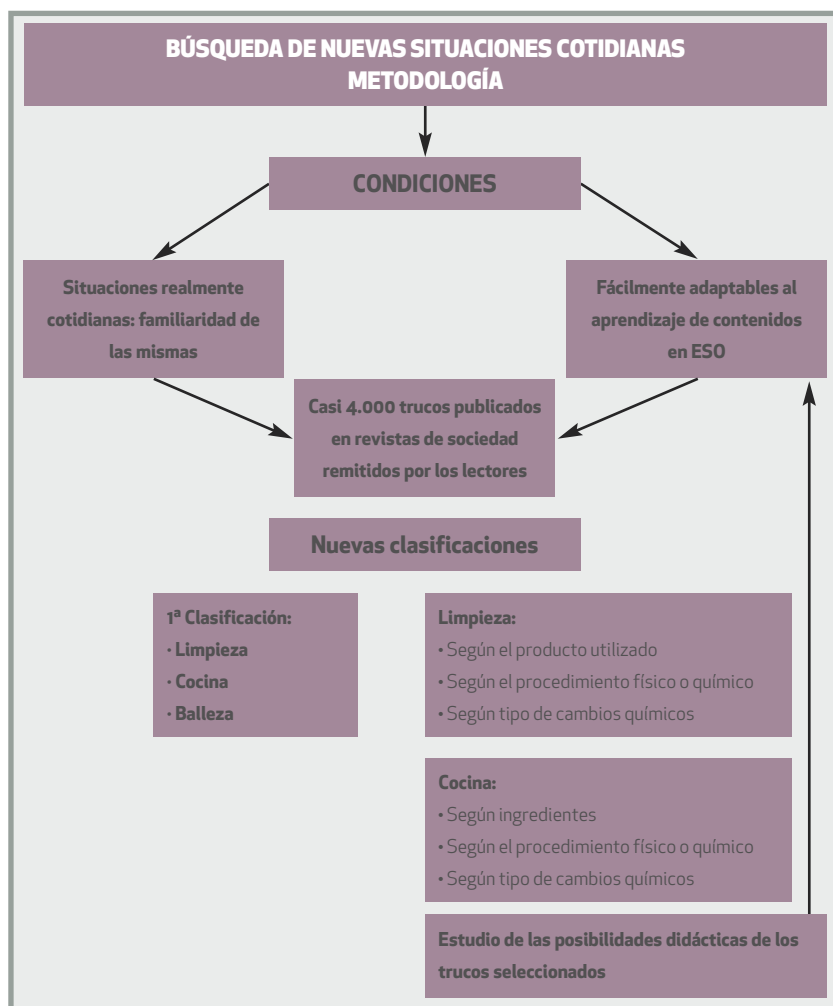 BÚSQUEDA DE NUEVAS SITUACIONES COTIDIANAS
METODOLOGÍA
CONDICIONES
Situaciones realmente
cotidianas: familiaridad de
las mismas
Fácilmente adaptables al
aprendizaje de contenidos
en ESO
Casi 4.000 trucos publicados
en revistas de sociedad
remitidos por los lectores
Nuevas clasificaciones
1ª Clasificación:
• Limpieza
• Cocina
• Balleza
Limpieza:
• Según el producto utilizado
• Según el procedimiento físico o químico
• Según tipo de cambios químicos
Cocina:
• Según ingredientes
• Según el procedimiento físico o químico
• Según tipo de cambios químicos
Estudio de las posibilidades didácticas de los
trucos seleccionados